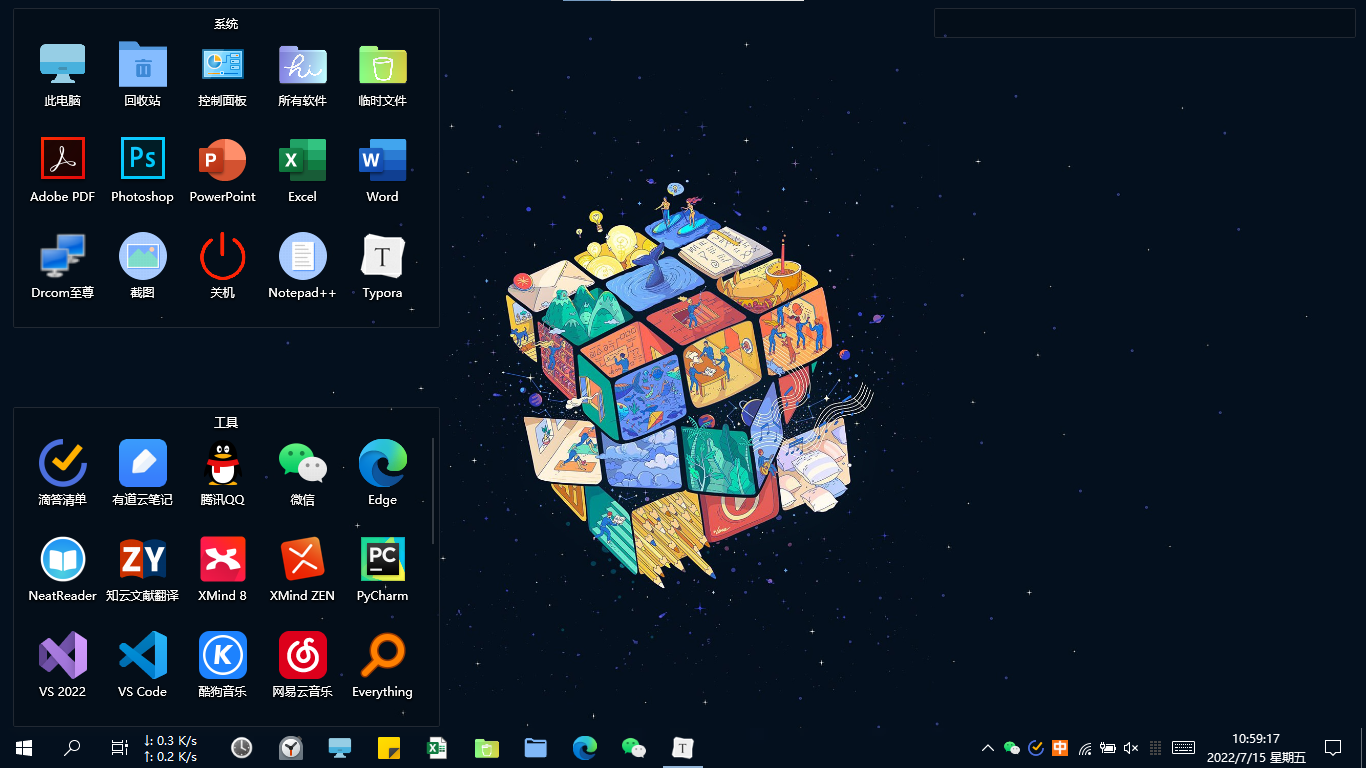 系统
此电脑
回收站
控制面板
所有软件
临时文件
Adobe PDF
Photoshop
PowerPoint
Excel
Word
Drcom至尊
截图
关机
Notepad++
Typora
工具
滴答清单
有道云笔记
腾讯QQ
微信
Edge
NeatReader
知云文献翻译
XMind 8
XMind ZEN
PyCharm
VS 2022
VS Code
酷狗音乐
网易云音乐
Everything
↓: 0.3 K/s
↑: 0.2 K/s
中
10:59:17
2022/7/15 星期五